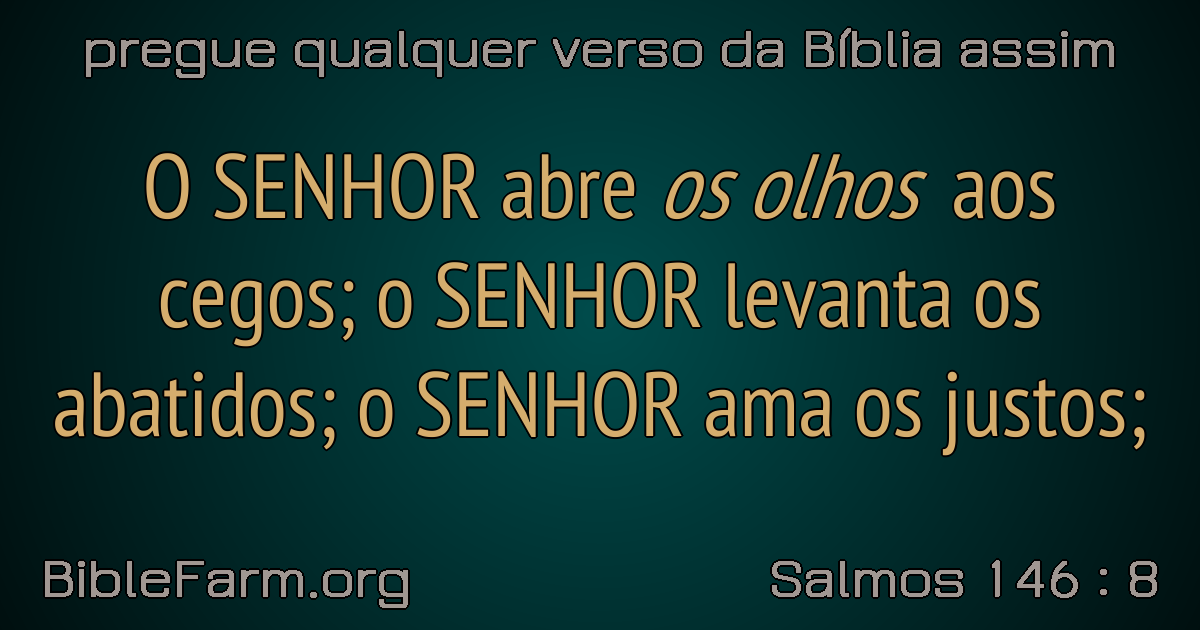 pregue qualquer verso da Bíblia assim
O SENHOR abre os olhos aos
cegos; o SENHOR levanta os
abatidos; o SENHOR ama os justos;
BibleFarm.org
Salmos 146 : 8